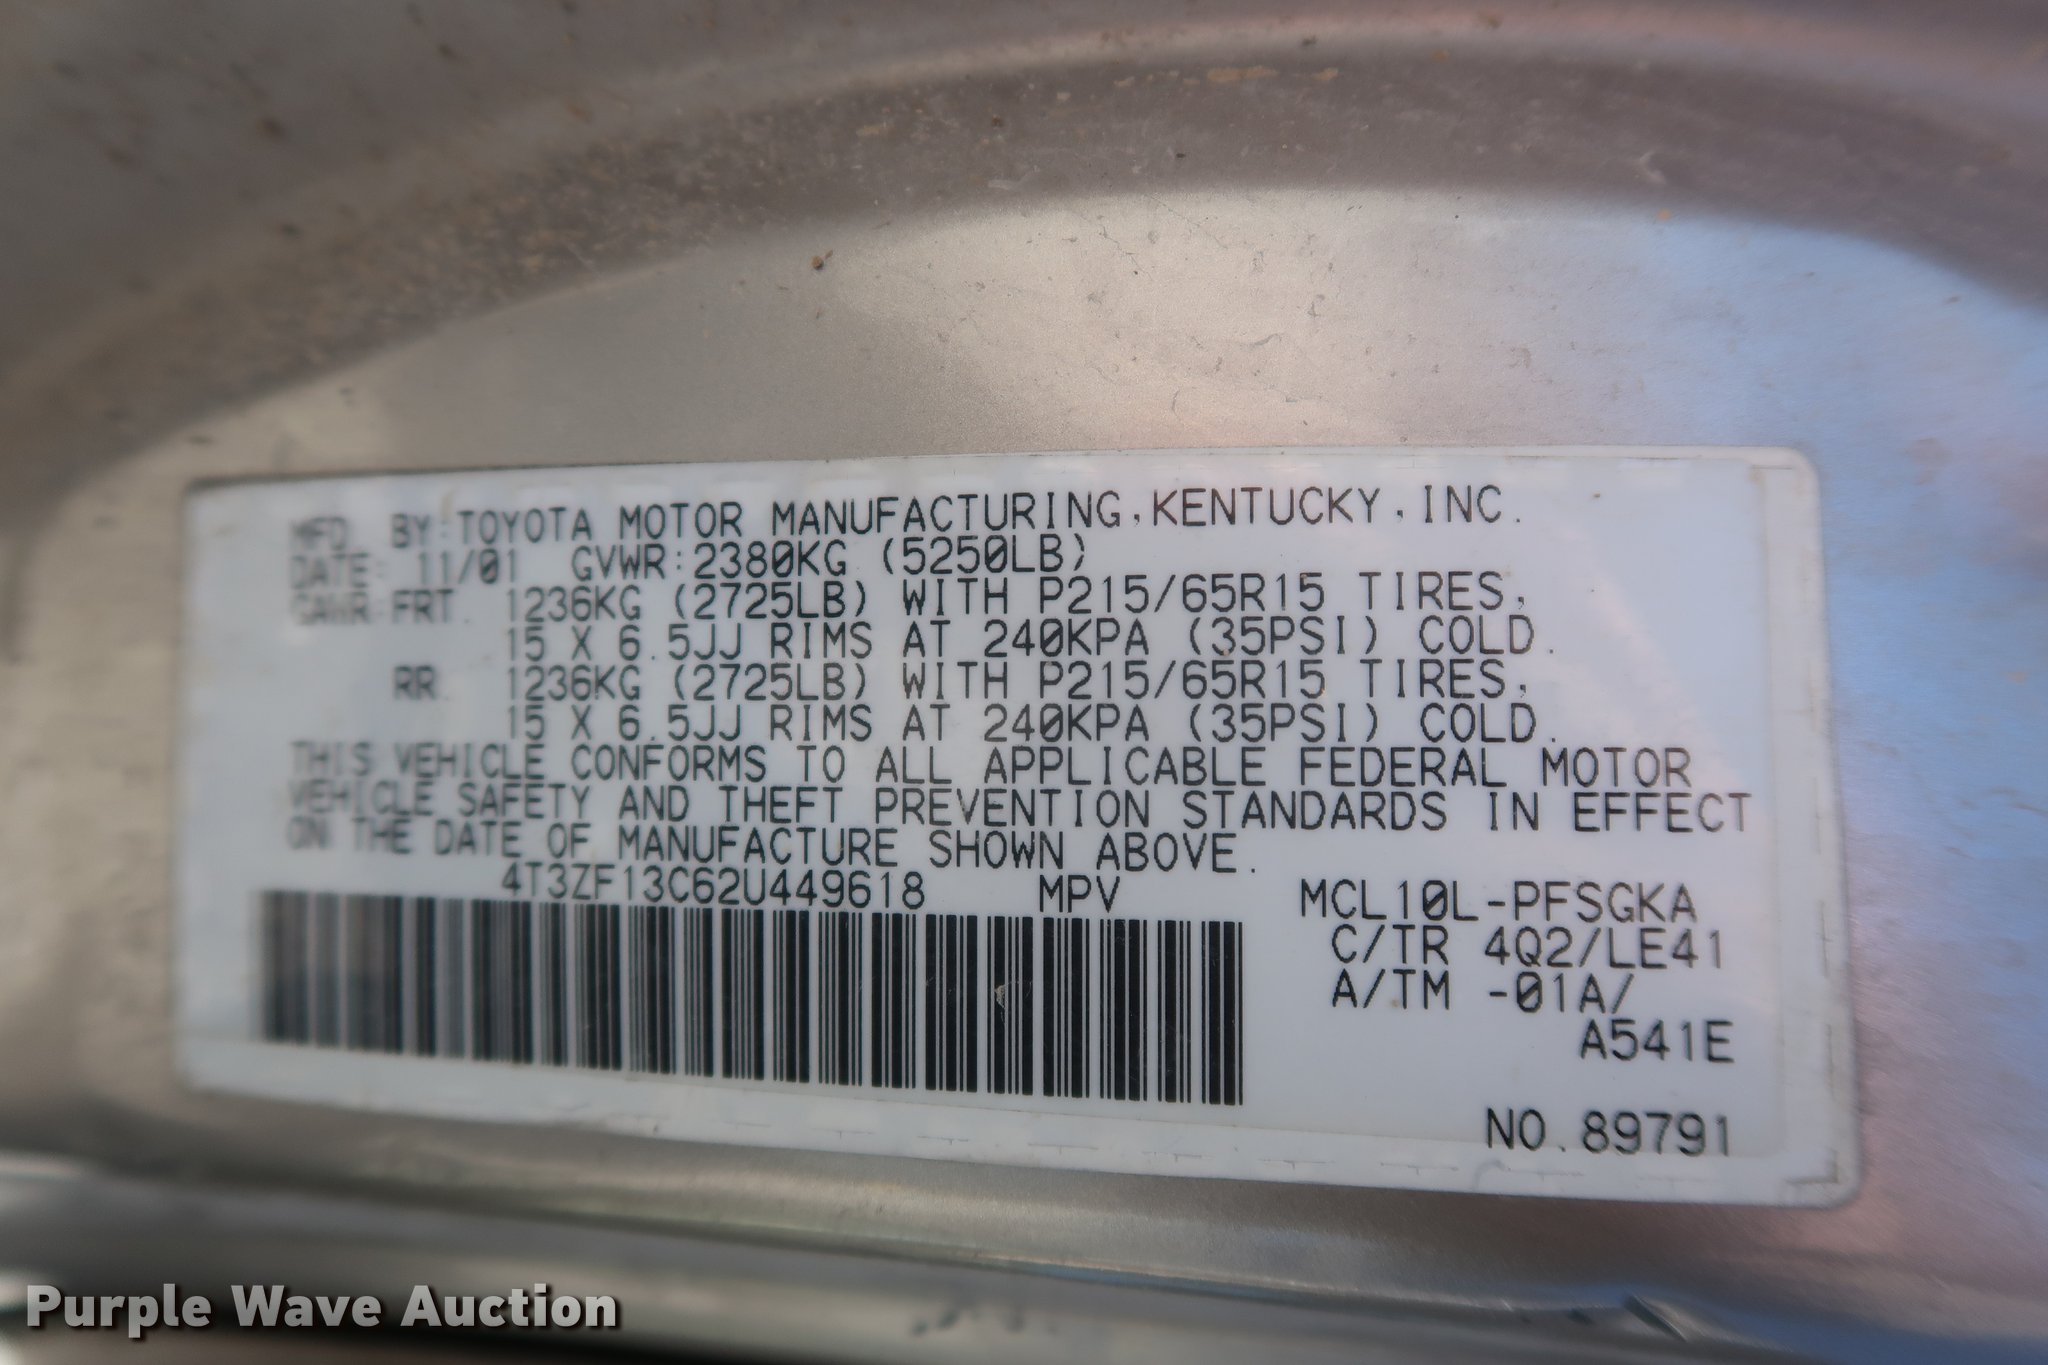 MFD. BY: TOYOTA MOTOR MANUFACTURING, KENTUCKY, INC.
DATE: 11/01 GVWR: 2380KG (5250LB)
GAWR: FRT. 1236KG (2725LB) WITH P215/65R15 TIRES,
15 X 6.5JJ RIMS AT 240KPA (35PSI) COLD.
RR. 1236KG (2725LB) WITH P215/65R15 TIRES,
15 X 6.5JJ RIMS AT 240KPA (35PSI) COLD.
THIS VEHICLE CONFORMS TO ALL APPLICABLE FEDERAL MOTOR
VEHICLE SAFETY AND THEFT PREVENTION STANDARDS IN EFFECT
ON THE DATE OF MANUFACTURE SHOWN ABOVE.
4T3ZF13C62U449618 MPV MCL10L-PFSGKA
C/TR 4Q2/LE41
A/TM -01A/
A541E
NO. 89791
Purple Wave Auction